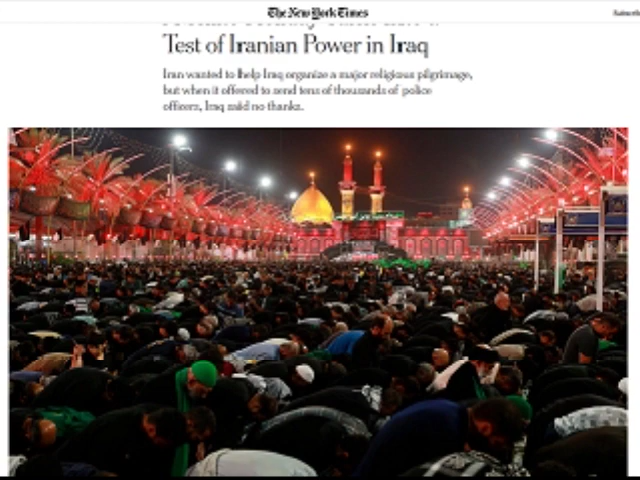 The New York Times
Test of Iranian Power in Iraq
Iran wanted to help Iraq organize a major religious pilgrimage,
but when it offered to send tens of thousands of police
officers, Iraq said no thanks.